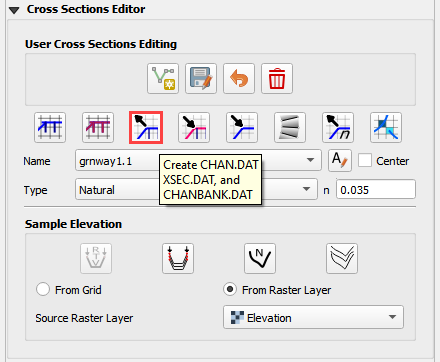 Cross Sections Editor
User Cross Sections Editing
Name
grnway1.1
Center
Create CHAN.DAT
XSEC.DAT, and
CHANBANK.DAT
Type
Natural
n
0.035
Sample Elevation
R
T
I
N
From Grid
From Raster Layer
Source Raster Layer
Elevation